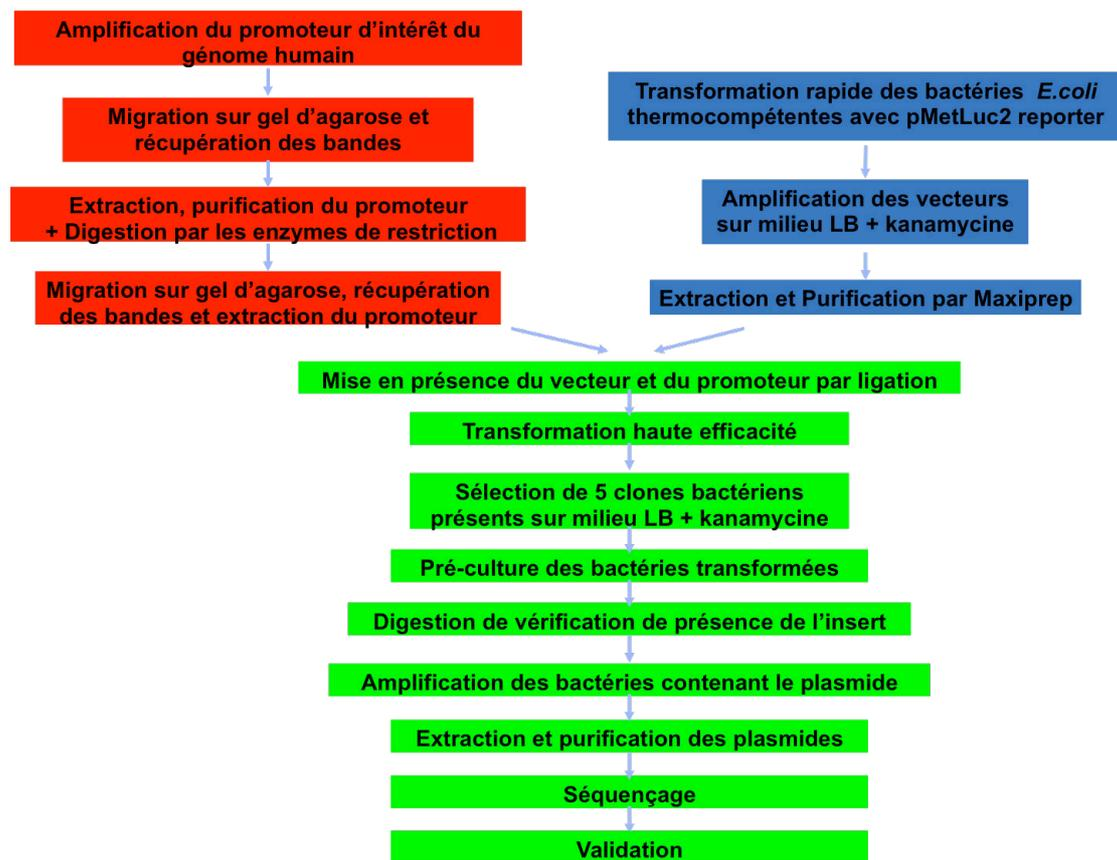 Amplification du promoteur d’intérêt du
génome humain
Migration sur gel d’agarose et
récupération des bandes
Extraction, purification du promoteur
+ Digestion par les enzymes de restriction
Migration sur gel d’agarose, récupération
des bandes et extraction du promoteur
Transformation rapide des bactéries E.coli
thermocompétentes avec pMetLuc2 reporter
Amplification des vecteurs
sur milieu LB + kanamycine
Extraction et Purification par Maxiprep
Mise en présence du vecteur et du promoteur par ligation
Transformation haute efficacité
Sélection de 5 clones bactériens
présents sur milieu LB + kanamycine
Pré-culture des bactéries transformées
Digestion de vérification de présence de l’insert
Amplification des bactéries contenant le plasmide
Extraction et purification des plasmides
Séquençage
Validation